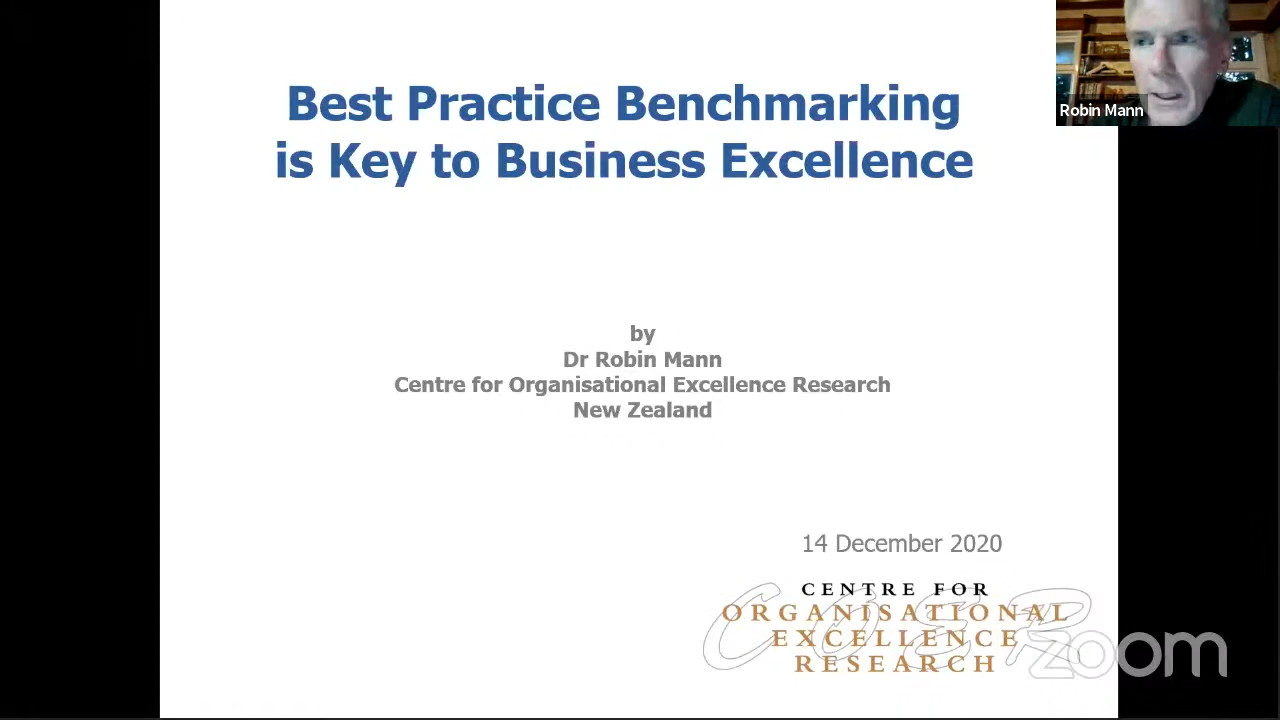 Best Practice Benchmarking
is Key to Business Excellence
Robin Mann
by
Dr Robin Mann
Centre for Organisational Excellence Research
New Zealand
14 December 2020
COER
CENTRE FOR
ORGANISATIONAL
EXCELLENCE
RESEARCH
zoom